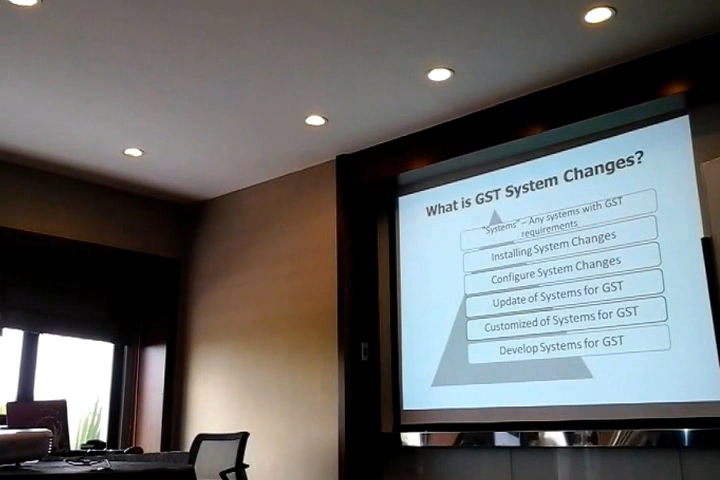 What is GST System Changes?
"Systems" – Any systems with GST
requirements
Installing System Changes
Configure System Changes
Update of Systems for GST
Customized of Systems for GST
Develop Systems for GST